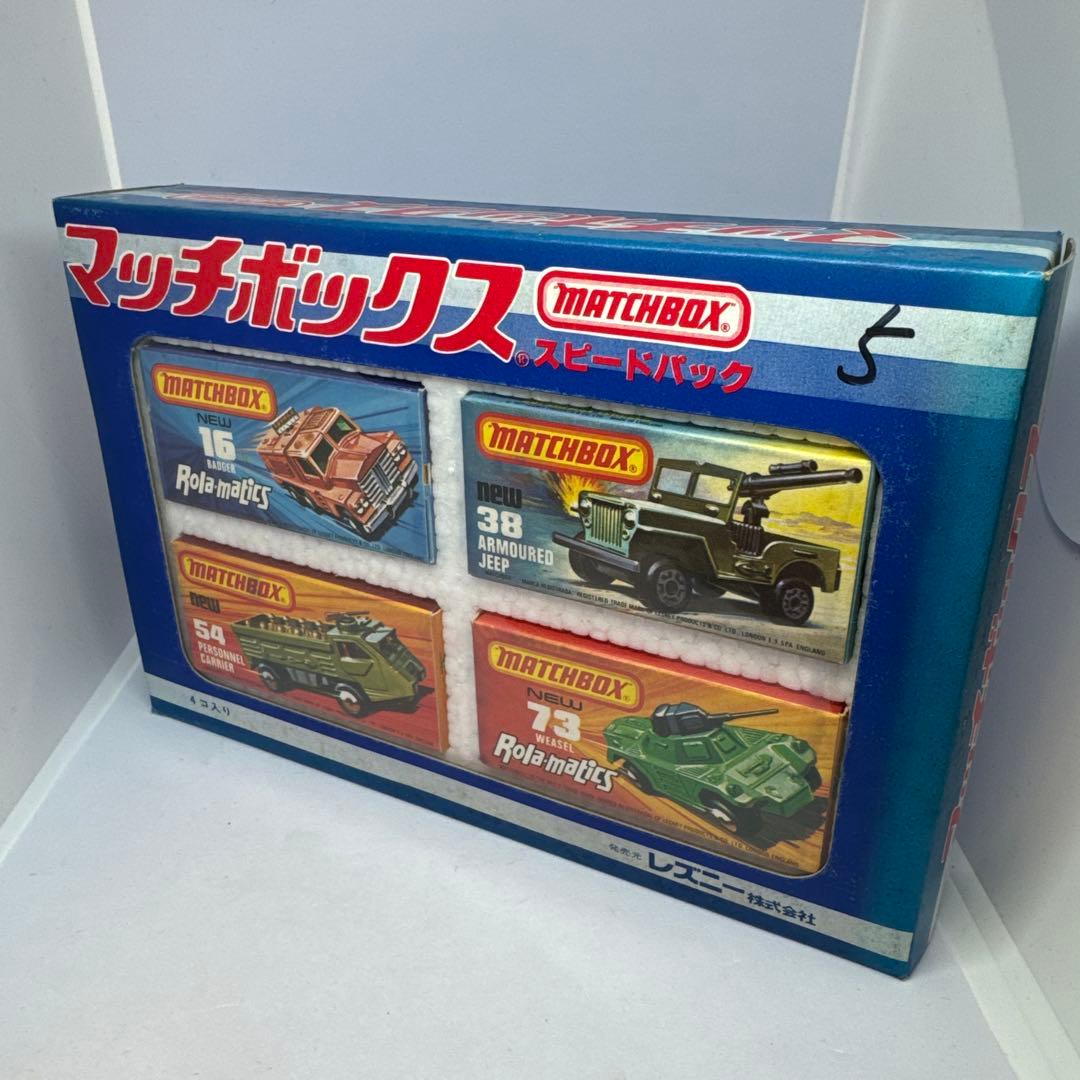 マッチボックス
MATCHBOX®
®スピードパック
5
MATCHBOX®
NEW
16
BADGER
Rola-matics
MATCHBOX®
new
38
ARMOURED
JEEP
MATCHBOX®
new
54
PERSONNEL
CARRIER
MATCHBOX®
NEW
73
WEASEL
Rola-matics
4コ入り
発売元 レズニー株式会社